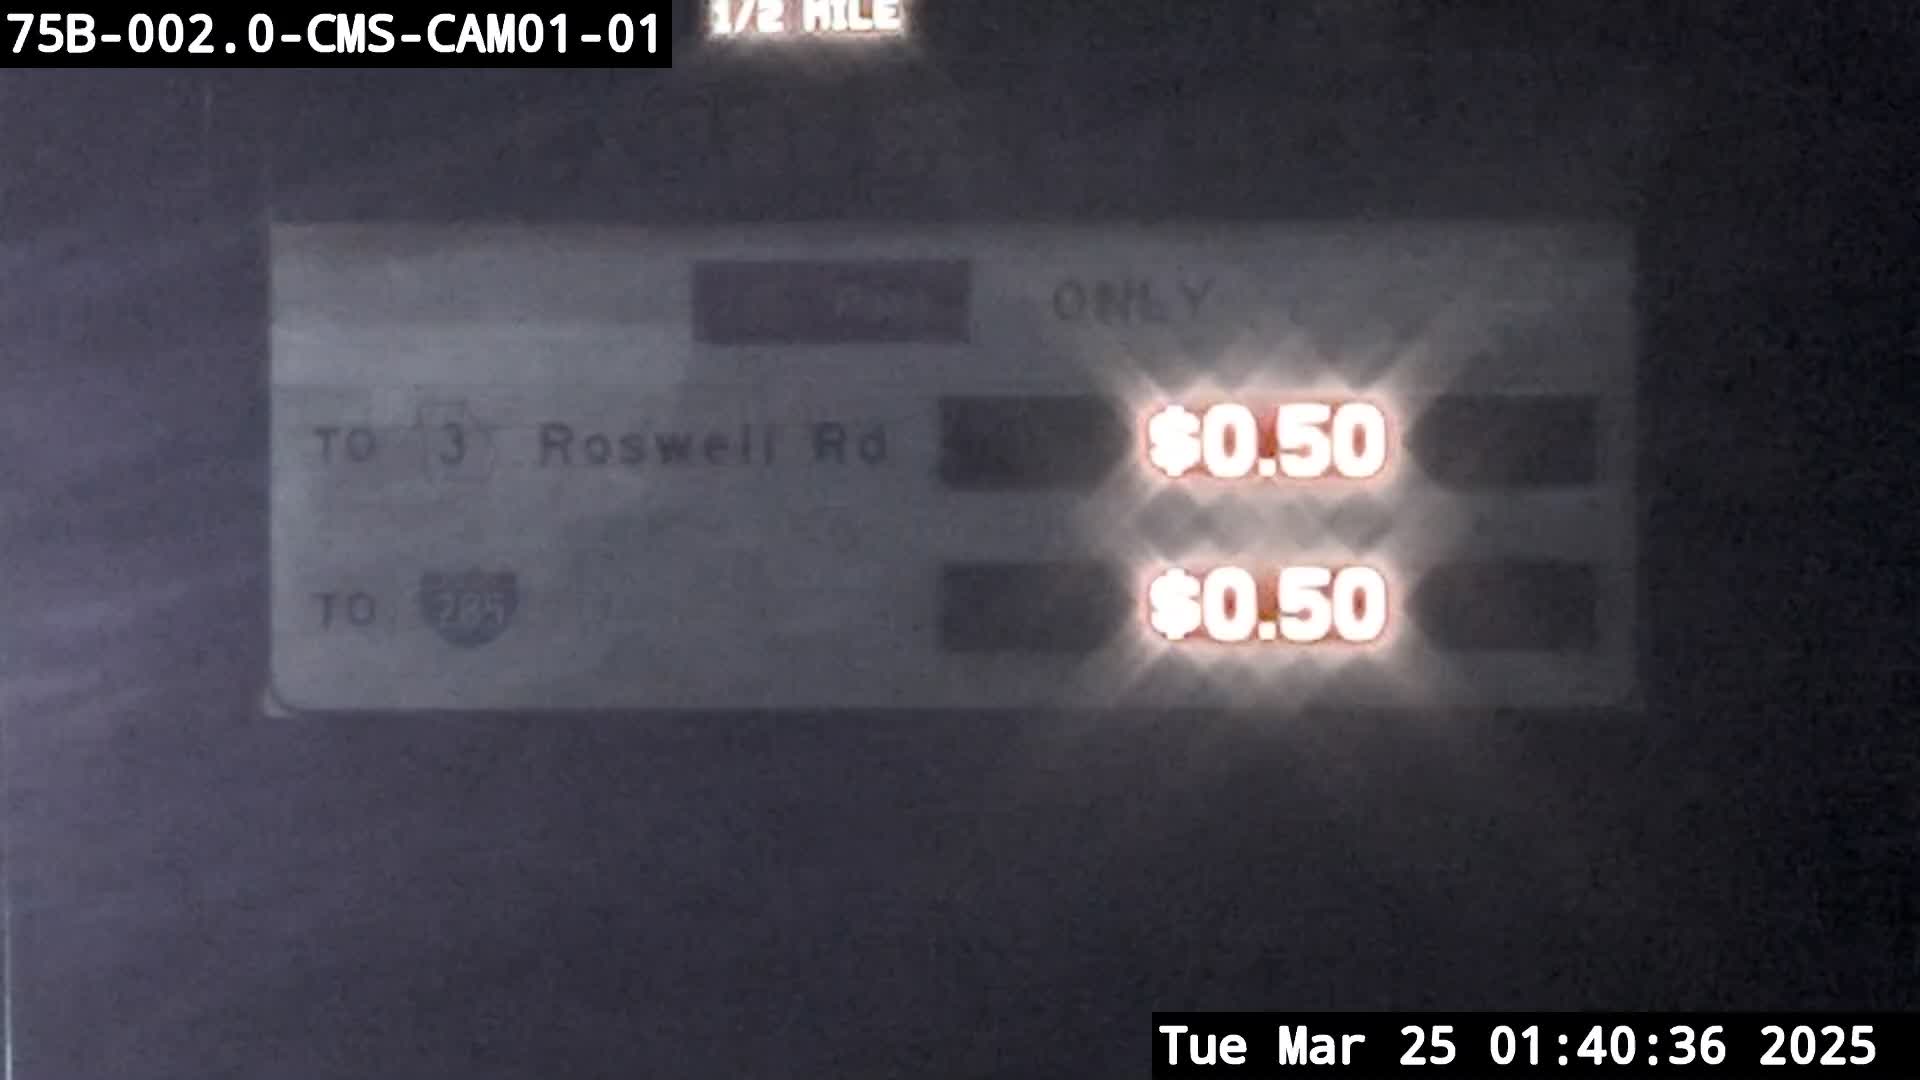 75B-002.0-CMS-CAM01-01
1/2 MILE
ONLY
TO 3 Roswell Rd $0.50
TO 285 $0.50
Tue Mar 25 01:40:36 2025